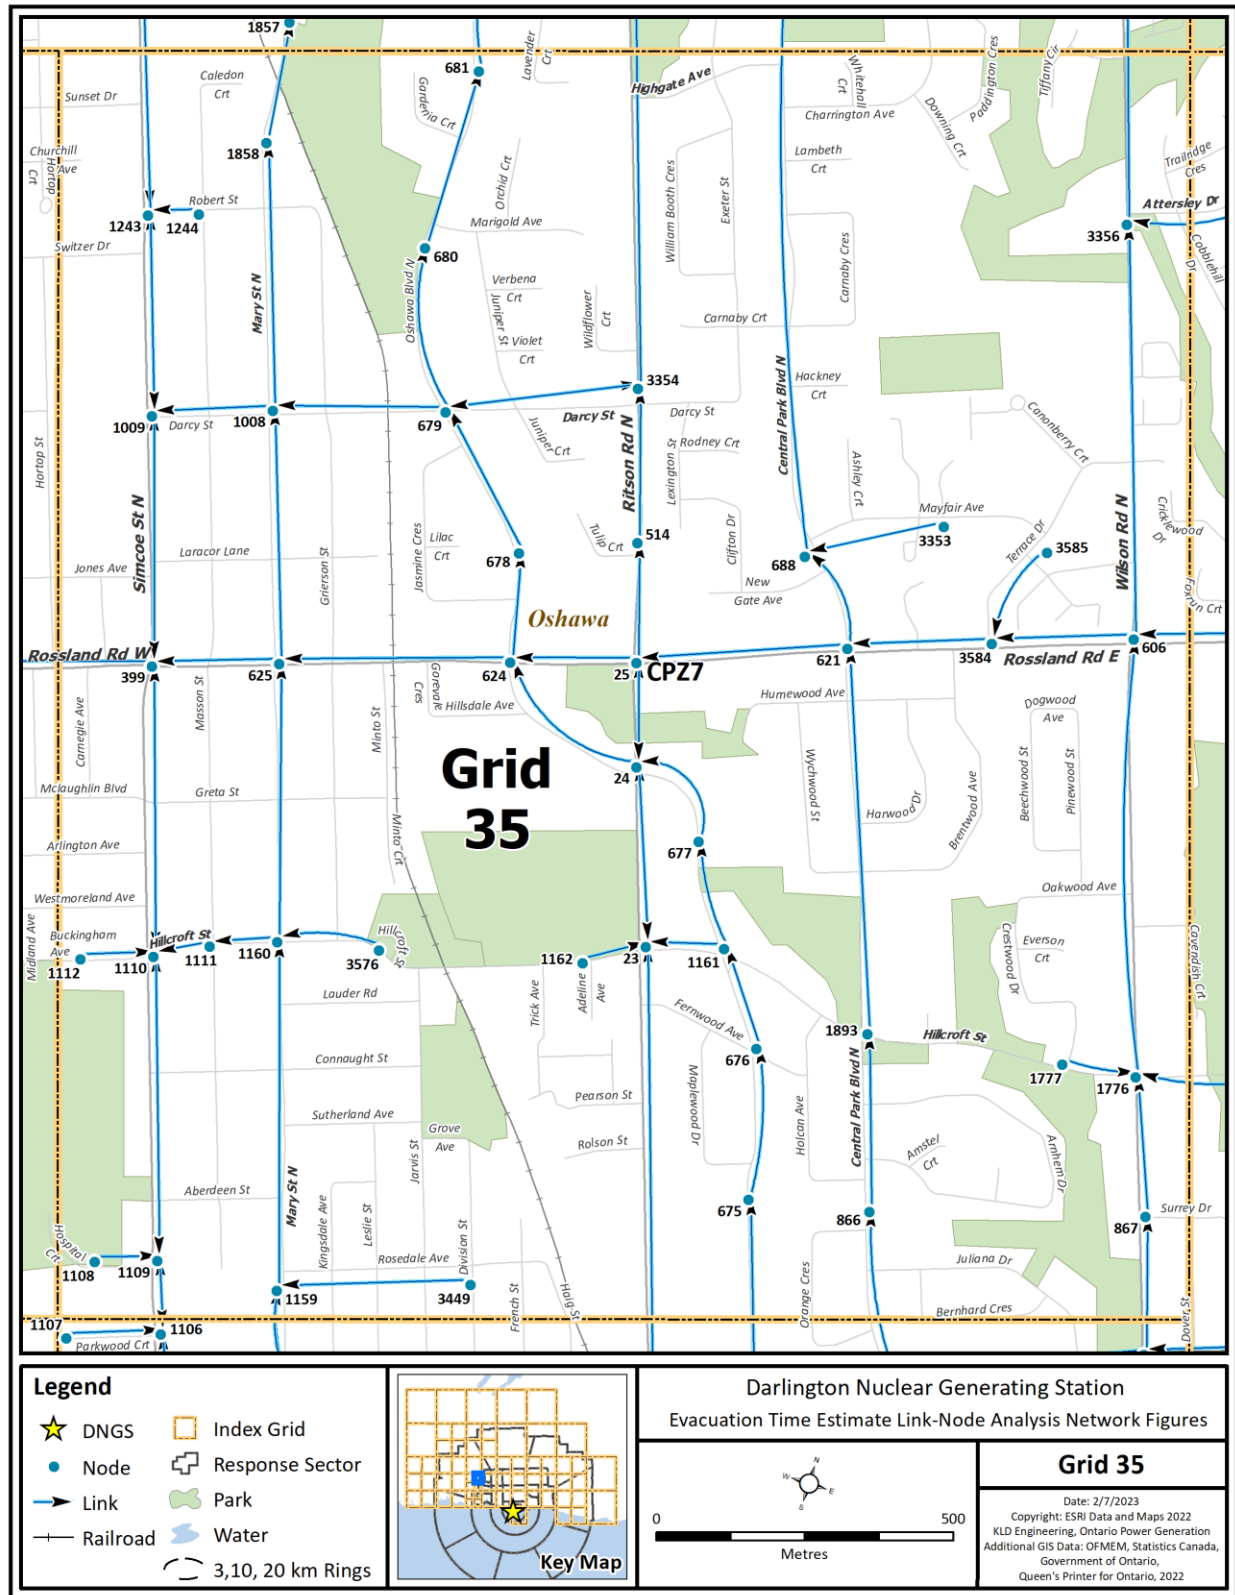 1857
681
Lavender
Crt
Highgate Ave
Whitehall
Crt
Paddington Cres
Tiffany Cir
Caledon
Crt
Sunset Dr
Gardenia Crt
Charrington Ave
Downing Crt
Churchill
Ave
Hortop
Crt
1858
Orchid Crt
William Booth Cres
Exeter St
Lambeth
Crt
Trailridge
Cres
Robert St
1243
1244
Marigold Ave
Attersley Dr
3356
Switzer Dr
680
Carnaby Cres
Cobblehill
Dr
Mary St N
Oshawa Blvd N
Verbena
Crt
Juniper St
Wildflower
Crt
Violet
Crt
Carnaby Crt
3354
Hackney
Crt
1009
Darcy St
1008
679
Darcy St
Darcy St
Juniper
Crt
Ritson Rd N
Rodney Crt
Lexington St
Central Park Blvd N
Canonberry Crt
Hortop St
Ashley Crt
Simcoe St N
Mayfair Ave
3353
Wilson Rd N
Cricklewood
Dr
Lilac
Crt
Jasmine Cres
Tulip Crt
514
Clifton Dr
Terrace Dr
3585
Laracor Lane
Grierson St
678
688
Jones Ave
New
Gate Ave
Foxrun Crt
Oshawa
Rossland Rd W
399
625
624
25
CPZ7
621
3584
Rossland Rd E
606
Masson St
Gorevale
Cres
Hillsdale Ave
Humewood Ave
Dogwood
Ave
Carnegie Ave
Minto St
Grid
35
24
Wychwood St
Harwood Dr
Brentwood Ave
Beechwood St
Pinewood St
Mclaughlin Blvd
Greta St
Minto Crt
677
Arlington Ave
Westmoreland Ave
Oakwood Ave
Midland Ave
Buckingham
Ave
1112
Hillcroft St
1110
1111
1160
3576
Hillcroft St
1162
23
1161
Crestwood Dr
Everson
Crt
Cavendish Crt
Lauder Rd
Trick Ave
Adeline
Ave
Fernwood Ave
1893
Hillcroft St
676
1777
1776
Connaught St
Maplewood Dr
Central Park Blvd N
Pearson St
Holcan Ave
Sutherland Ave
Grove
Ave
Rolson St
Amstel
Crt
Arnhem Dr
Jarvis St
Aberdeen St
Mary St N
Kingsdale Ave
Leslie St
675
866
867
Surrey Dr
Hospital
Crt
1108
1109
Rosedale Ave
Division St
Juliana Dr
1159
3449
French St
Haig St
Orange Cres
Bernhard Cres
Dover St
1107
1106
Parkwood Crt
Legend
DNGS
Index Grid
Node
Response Sector
Link
Park
Railroad
Water
3,10, 20 km Rings
Key Map
Darlington Nuclear Generating Station
Evacuation Time Estimate Link-Node Analysis Network Figures
N
W
E
S
0
500
Metres
Grid 35
Date: 2/7/2023
Copyright: ESRI Data and Maps 2022
KLD Engineering, Ontario Power Generation
Additional GIS Data: OFMEM, Statistics Canada,
Government of Ontario,
Queen's Printer for Ontario, 2022